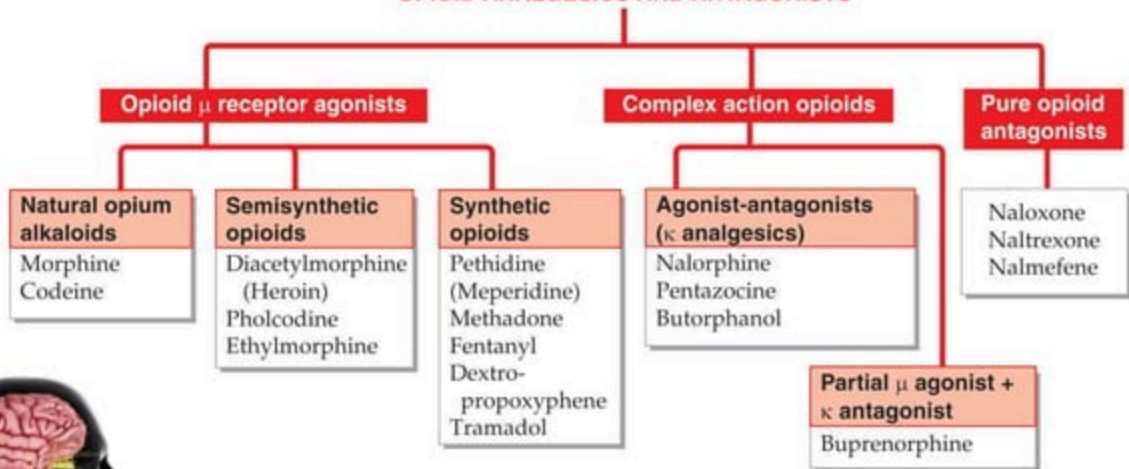 Opioid μ receptor agonists
Complex action opioids
Pure opioid
antagonists
Natural opium
alkaloids
Morphine
Codeine
Semisynthetic
opioids
Diacetylmorphine
(Heroin)
Pholcodine
Ethylmorphine
Synthetic
opioids
Pethidine
(Meperidine)
Methadone
Fentanyl
Dextro-
propoxyphene
Tramadol
Agonist-antagonists
(κ analgesics)
Nalorphine
Pentazocine
Butorphanol
Partial μ agonist +
κ antagonist
Buprenorphine
Naloxone
Naltrexone
Nalmefene